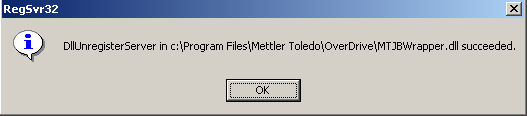 RegSvr32
DllUnregisterServer in c:\Program Files\Mettler Toledo\OverDrive\MTJBWrapper.dll succeeded.
OK